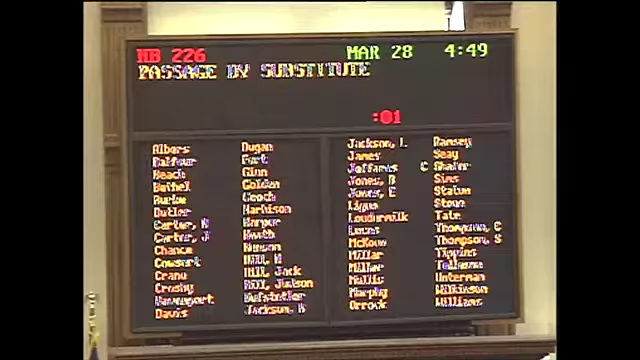 HB 226 MAR 28 4:49
PASSAGE BY SUBSTITUTE
:01
Albers
Balfour
Beach
Bethel
Burke
Butler
Carter, B
Carter, J
Chance
Cowsert
Crane
Crosby
Davenport
Davis
Dugan
Fort
Ginn
Golden
Gooch
Harbison
Harper
Heath
Henson
Hill, H
Hill, Jack
Hill, Judson
Hufstetler
Jackson, B
Jackson, L
James
Jeffares
Jones, B
Jones, E
Ligon
Loudermilk
Lucas
McKoon
Millar
Miller
Mullis
Murphy
Orrock
Ramsey
Seay
C Shafer
Sims
Staton
Stone
Tate
Thompson, C
Thompson, S
Tippins
Tolleson
Unterman
Wilkinson
Williams